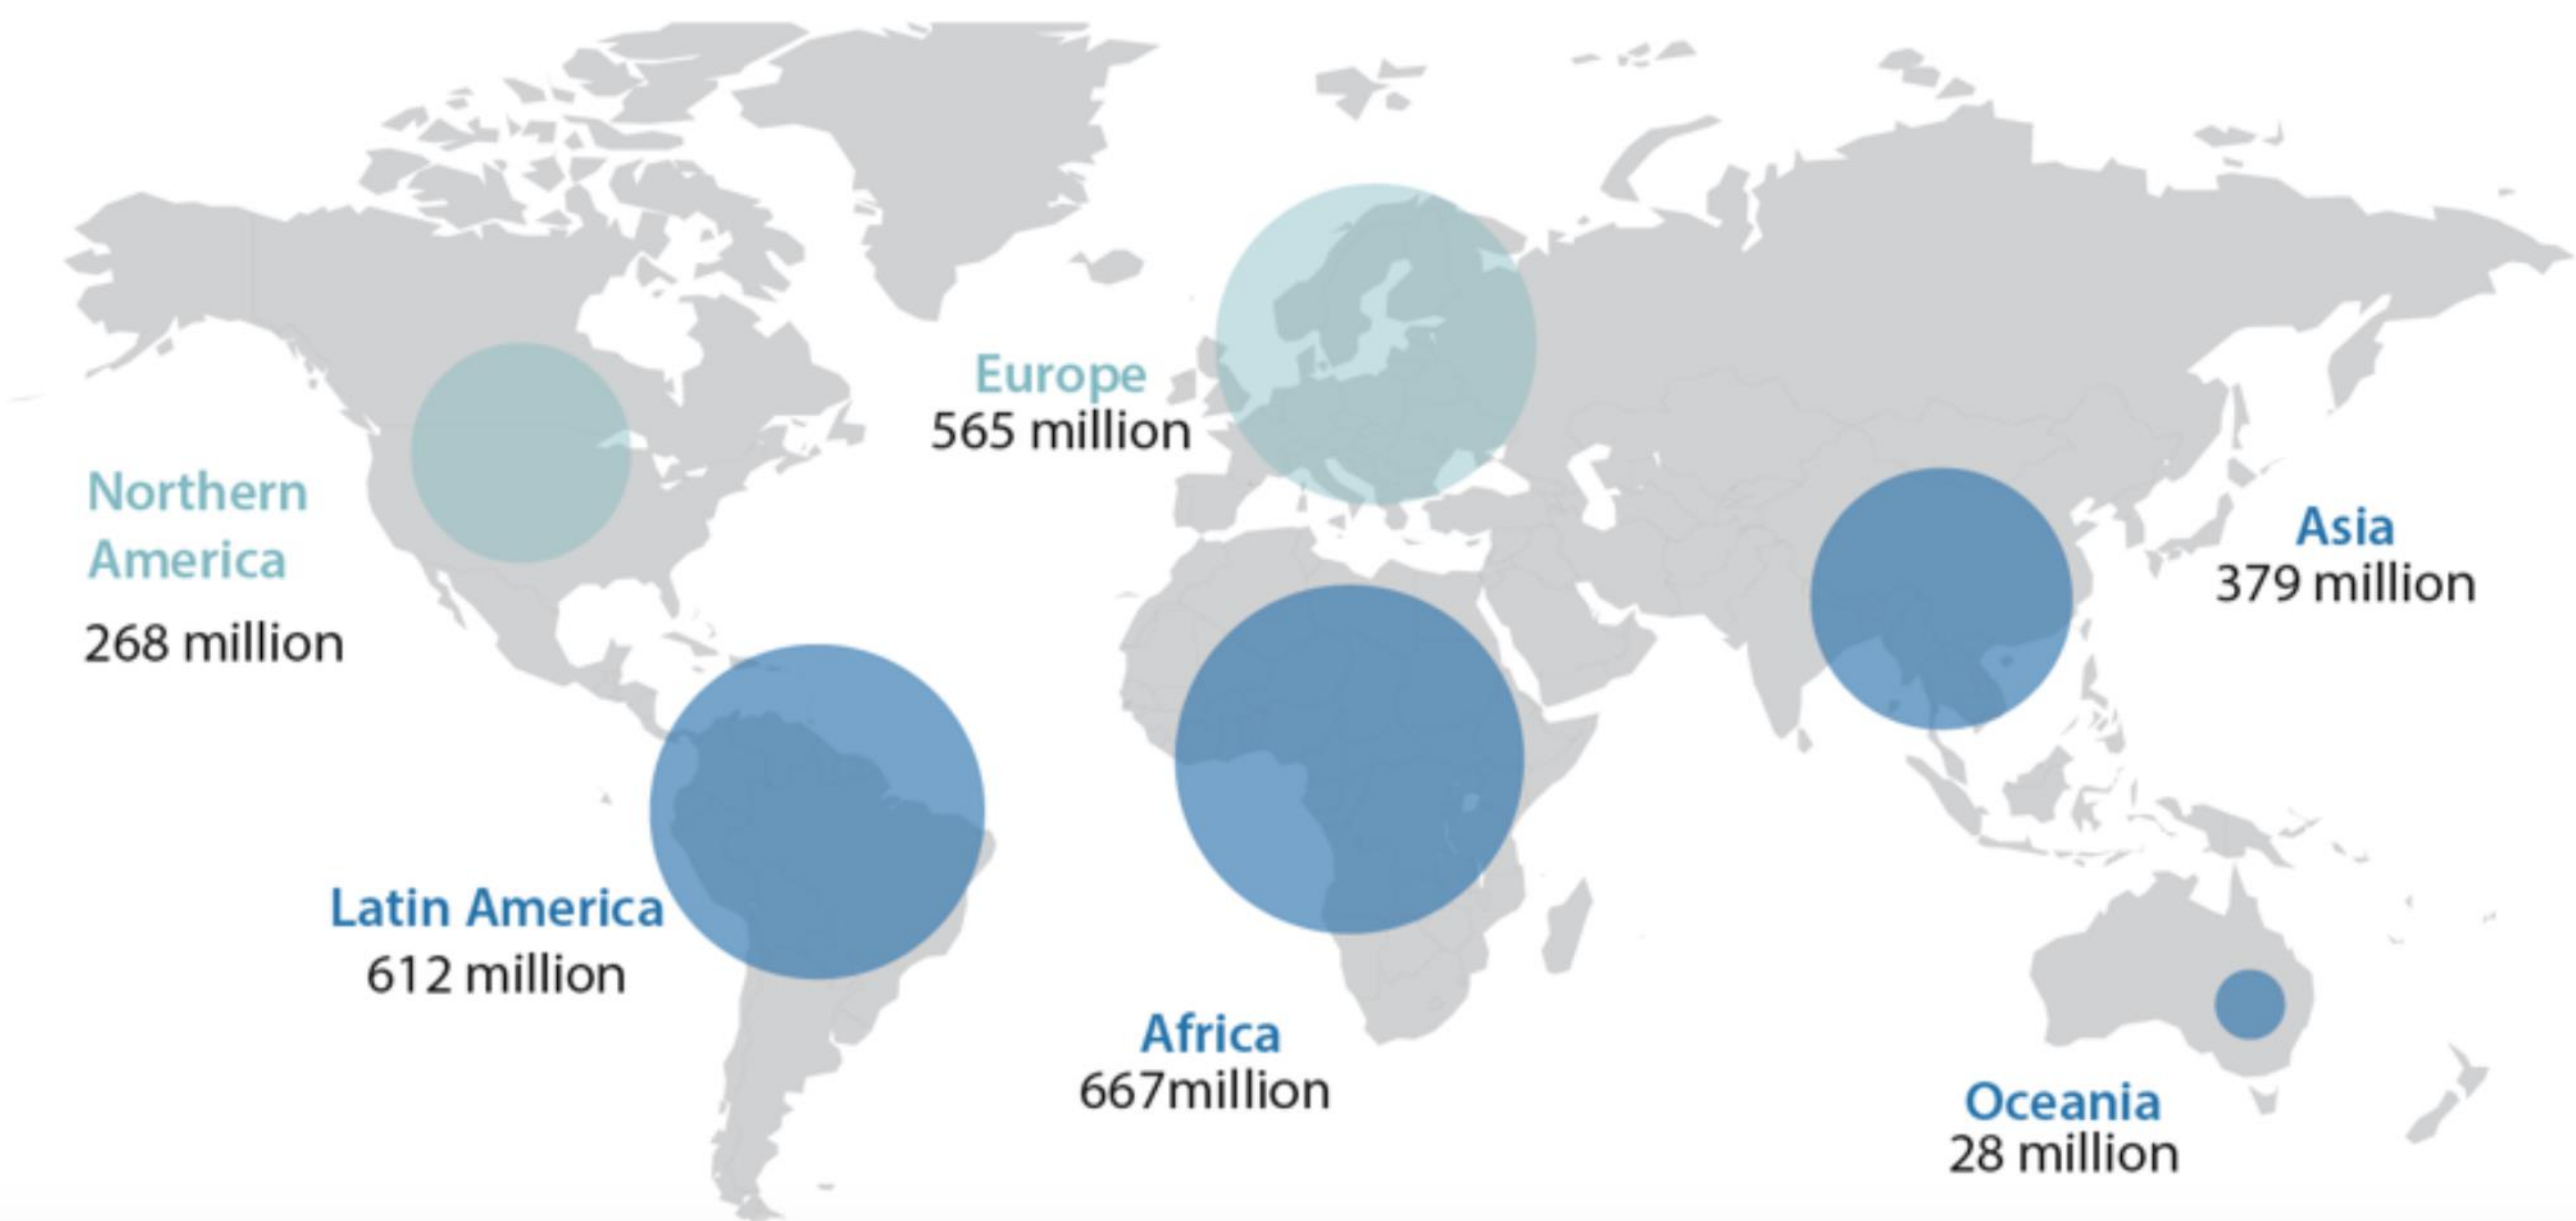 Northern
America
268 million
Europe
565 million
Asia
379 million
Latin America
612 million
Africa
667million
Oceania
28 million